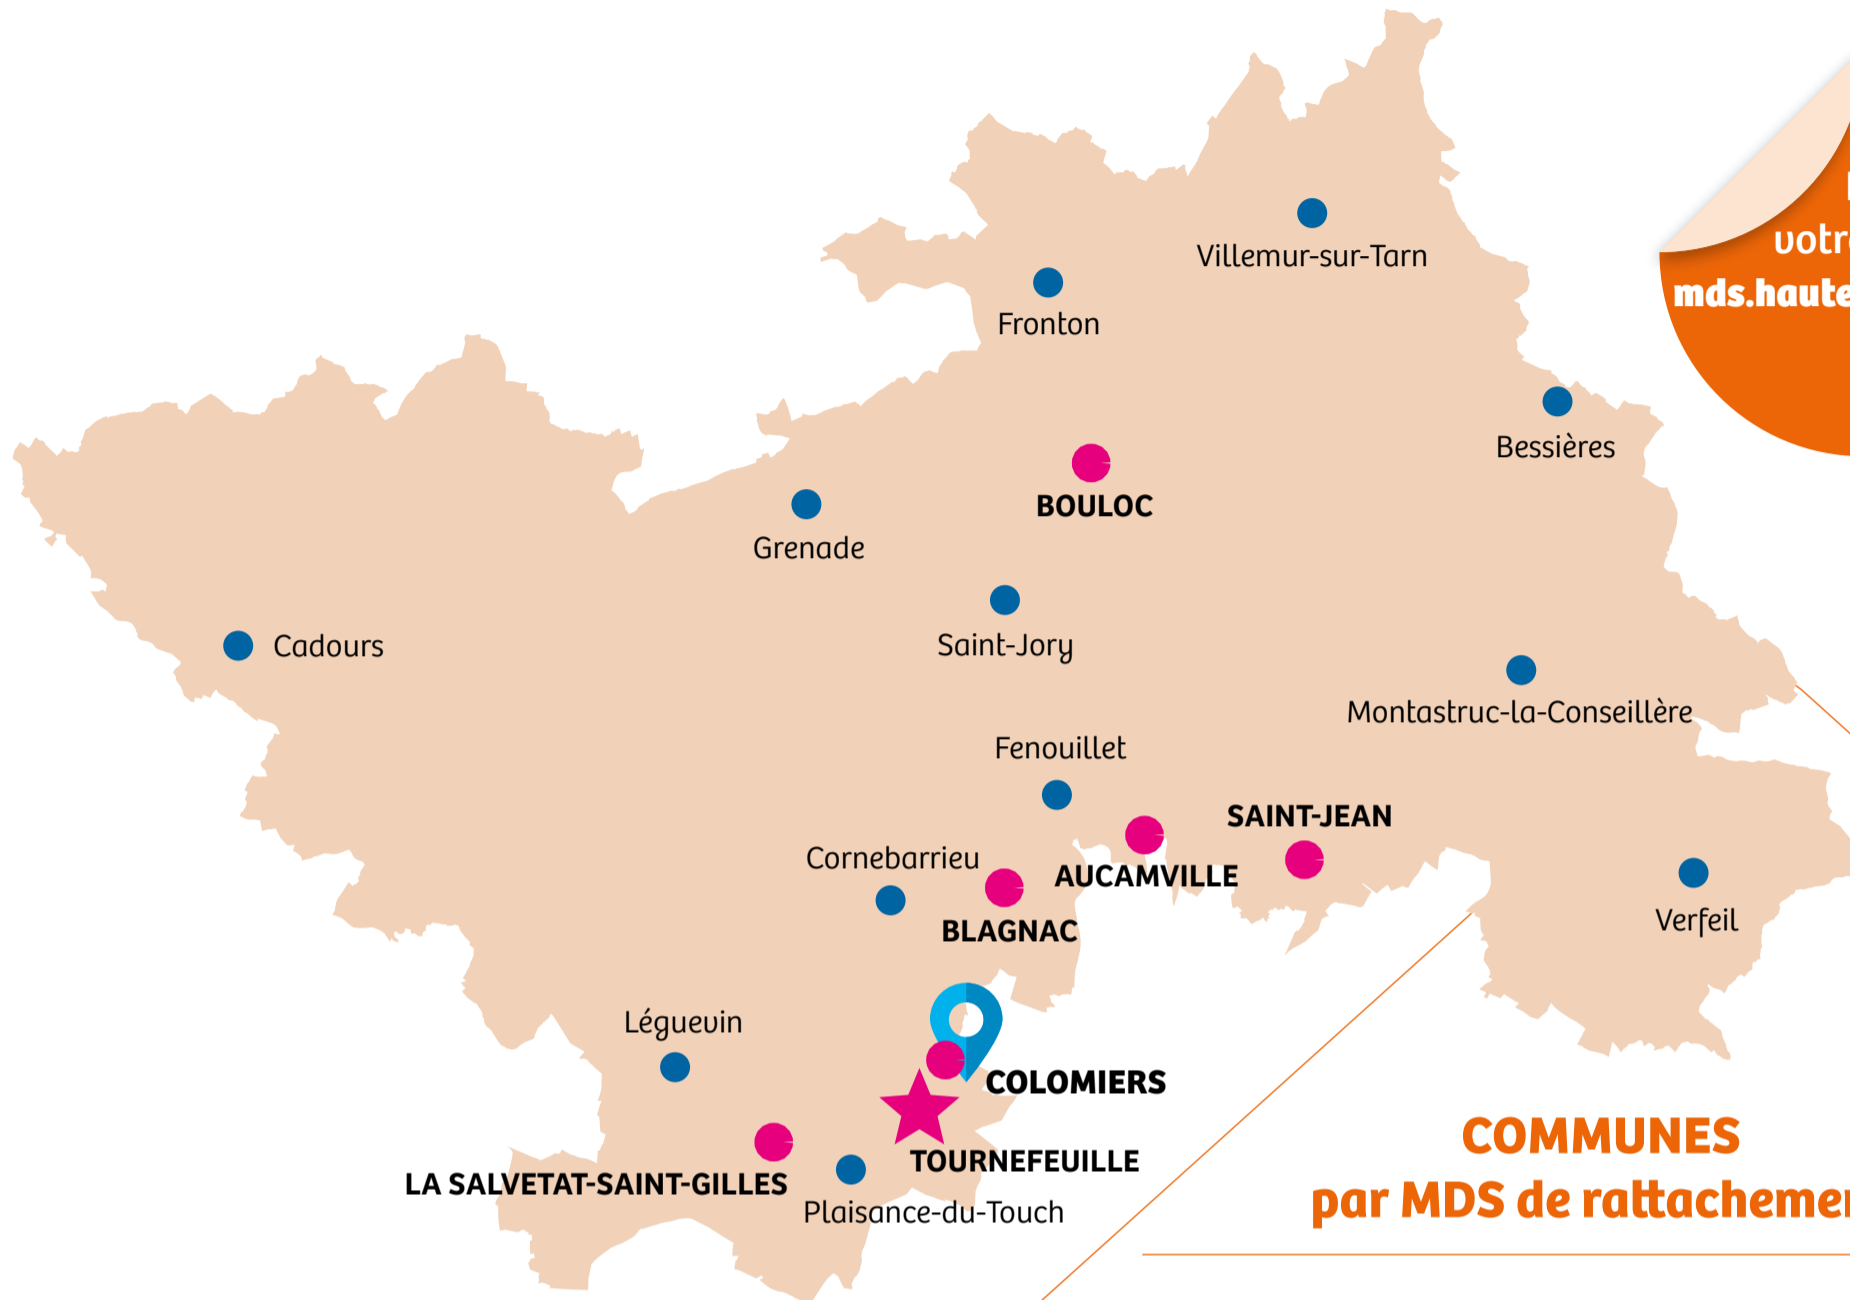 votr
mds.haute
Villemur-sur-Tarn
Fronton
Bessières
BOULOC
Grenade
Saint-Jory
Cadours
Montastruc-la-Conseillère
Fenouillet
SAINT-JEAN
Cornebarrieu
AUCAMVILLE
BLAGNAC
Verfeil
Léguevin
COLOMIERS
TOURNEFEUILLE
LA SALVETAT-SAINT-GILLES
Plaisance-du-Touch
COMMUNES
par MDS de rattacheme